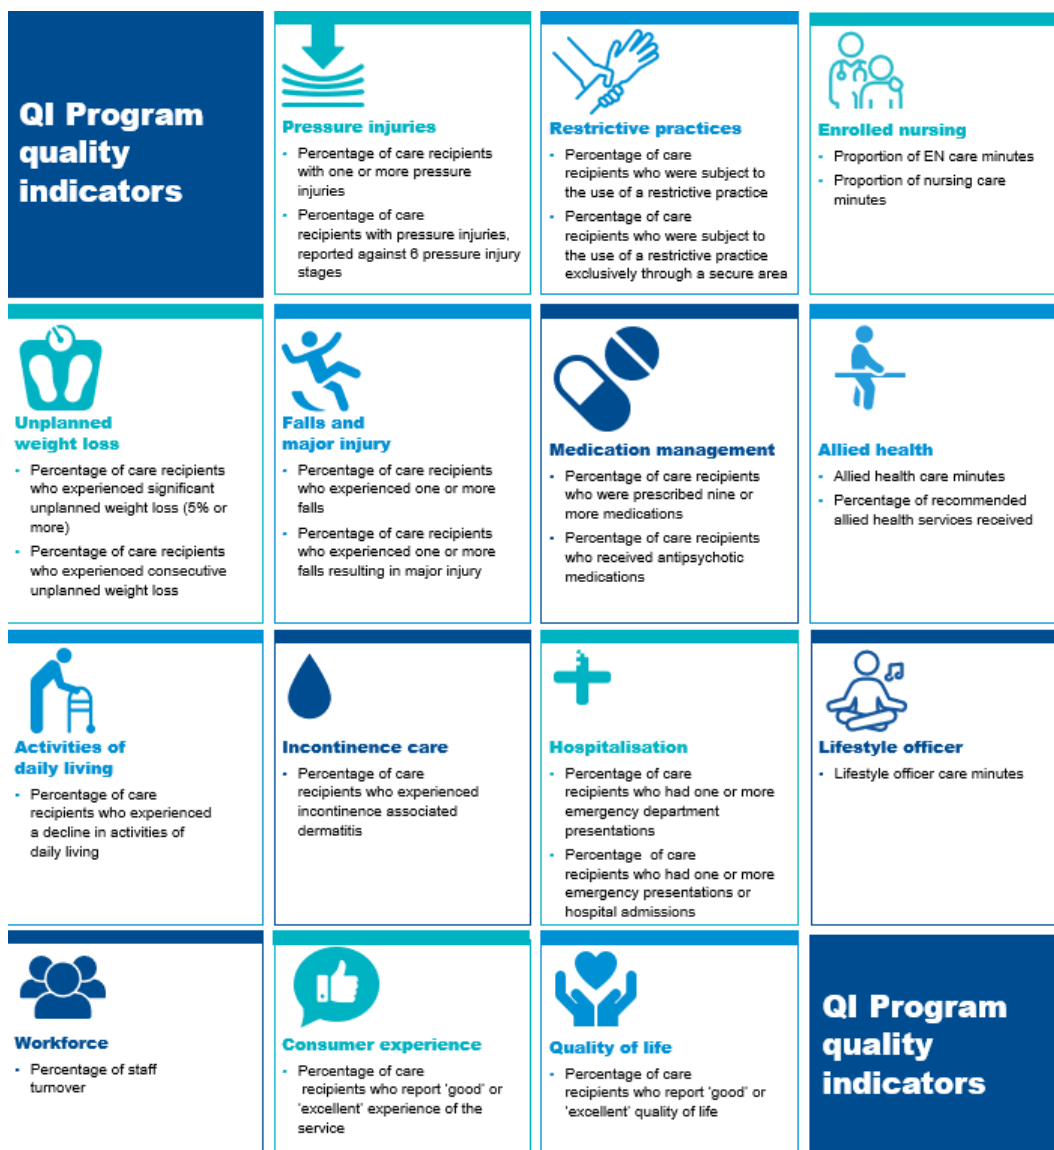 QI Program
quality
indicators
Pressure injuries
- Percentage of care recipients
with one or more pressure
injuries
- Percentage of care
recipients with pressure injuries,
reported against 6 pressure injury
stages
Restrictive practices
- Percentage of care
recipients who were subject to
the use of a restrictive practice
- Percentage of care
recipients who were subject to
the use of a restrictive practice
exclusively through a secure area
Enrolled nursing
- Proportion of EN care minutes
- Proportion of nursing care
minutes
Unplanned
weight loss
- Percentage of care recipients
who experienced significant
unplanned weight loss (5% or
more)
- Percentage of care recipients
who experienced consecutive
unplanned weight loss
Falls and
major injury
- Percentage of care recipients
who experienced one or more
falls
- Percentage of care recipients
who experienced one or more
falls resulting in major injury
Medication management
- Percentage of care recipients
who were prescribed nine or
more medications
- Percentage of care recipients
who received antipsychotic
medications
Allied health
- Allied health care minutes
- Percentage of recommended
allied health services received
Activities of
daily living
- Percentage of care
recipients who experienced
a decline in activities of
daily living
Incontinence care
- Percentage of care
recipients who experienced
incontinence associated
dermatitis
Hospitalisation
- Percentage of care
recipients who had one or more
emergency department
presentations
- Percentage of care
recipients who had one or more
emergency presentations or
hospital admissions
Lifestyle officer
- Lifestyle officer care minutes
Workforce
- Percentage of staff
turnover
Consumer experience
- Percentage of care
recipients who report 'good' or
'excellent' experience of the
service
Quality of life
- Percentage of care
recipients who report 'good' or
'excellent' quality of life
QI Program
quality
indicators